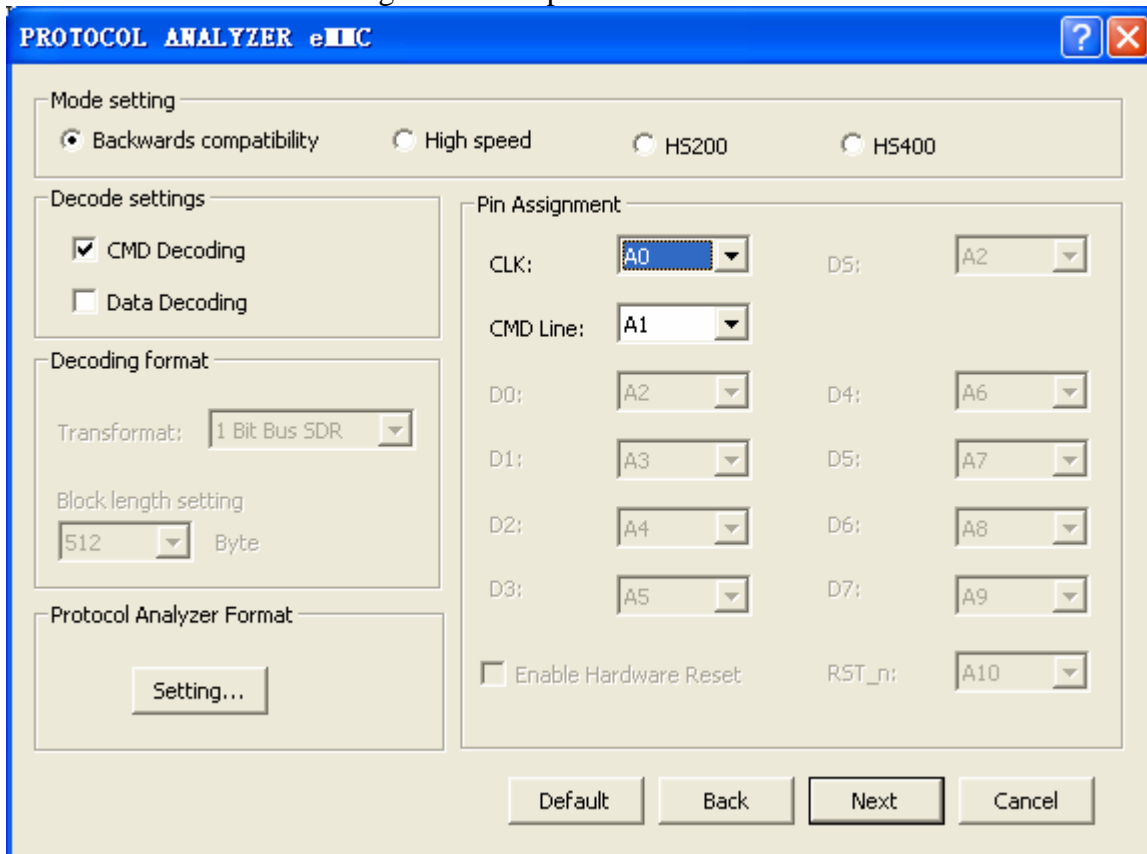 PROTOCOL ANALYZER eMMC
Mode setting
Backwards compatibility High speed HS200 HS400
Decode settings
CMD Decoding
Data Decoding
Decoding format
Transformat: 1 Bit Bus SDR
Block length setting
512 Byte
Protocol Analyzer Format
Setting...
Pin Assignment
CLK: A0 DS: A2
CMD Line: A1
D0: A2 D4: A6
D1: A3 D5: A7
D2: A4 D6: A8
D3: A5 D7: A9
Enable Hardware Reset RST_n: A10
Default Back Next Cancel